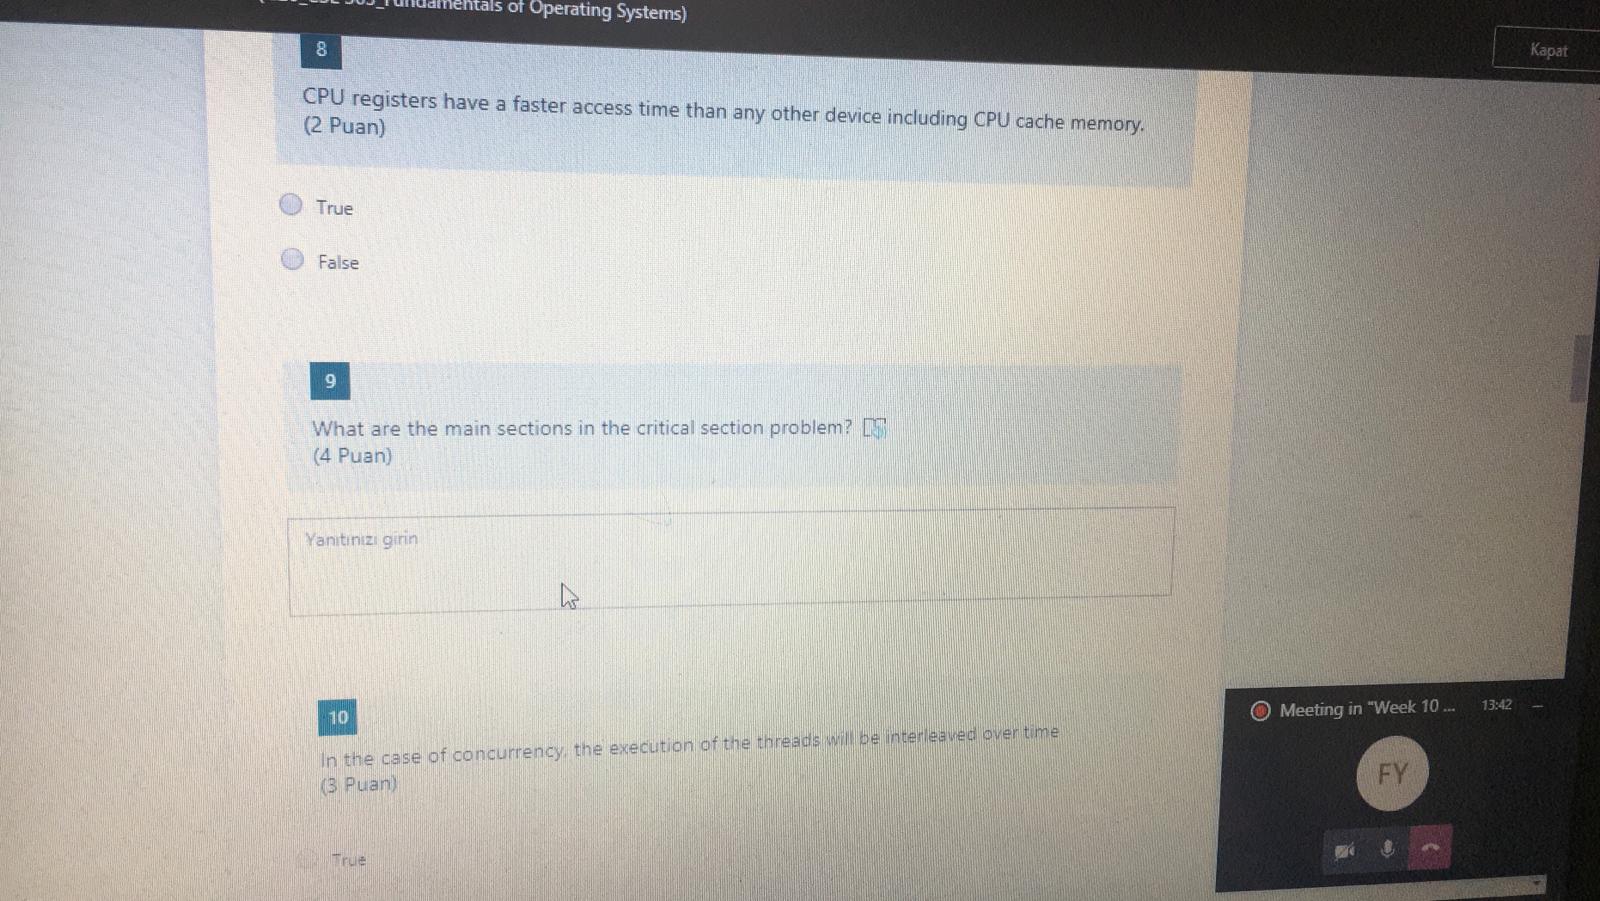 Fundamentals of Operating Systems)
Kapat
8
CPU registers have a faster access time than any other device including CPU cache memory.
(2 Puan)
True
False
9
What are the main sections in the critical section problem?
(4 Puan)
Yanıtınızı girin
10
In the case of concurrency, the execution of the threads will be interleaved over time
(3 Puan)
True
Meeting in "Week 10 ... 13:42
FY